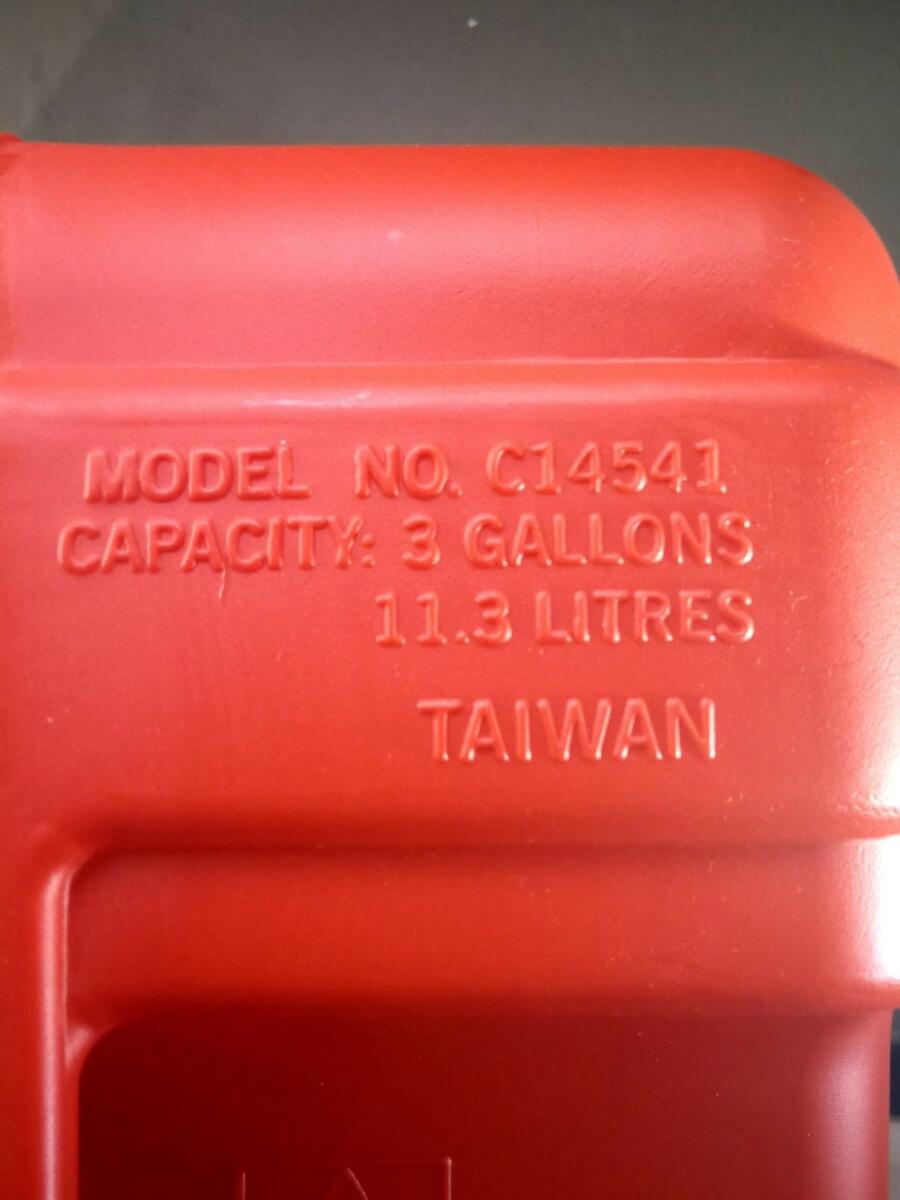 MODEL NO. C14541
CAPACITY: 3 GALLONS
11.3 LITRES
TAIWAN